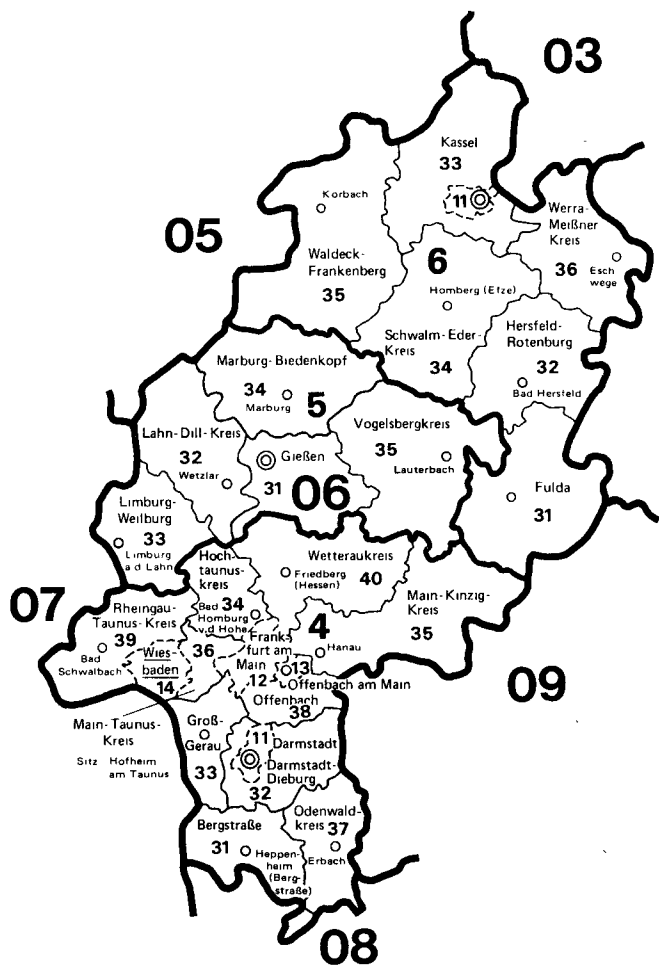 03
Kassel
33
11
Korbach
Werra-
Meißner
Kreis
36
Esch
wege
05
Waldeck-
Frankenberg
35
6
Homberg (Efze)
Schwalm-Eder-
Kreis
34
Hersfeld-
Rotenburg
32
Bad Hersfeld
Marburg-Biedenkopf
34
Marburg
5
Lahn-Dill-Kreis
32
Wetzlar
Gießen
31
06
Vogelsbergkreis
35
Lauterbach
Fulda
31
Limburg-
Weilburg
33
Limburg
a d Lahn
Hoch-
taunus-
kreis
34
Bad
Homburg
v.d Hohe
Wetteraukreis
Friedberg
(Hessen)
40
07
Rheingau-
Taunus-Kreis
39
Bad
Schwalbach
Wies-
baden
14
36
Frank-
furt am
Main
12
4
Hanau
Main-Kinzig-
Kreis
35
13
Offenbach am Main
Offenbach
38
09
Main-Taunus-
Kreis
Sitz Hofheim
am Taunus
Groß-
Gerau
33
11
Darmstadt
Darmstadt-
Dieburg
32
Bergstraße
31
Heppen-
heim
(Berg-
straße)
Odenwald-
kreis
37
Erbach
08